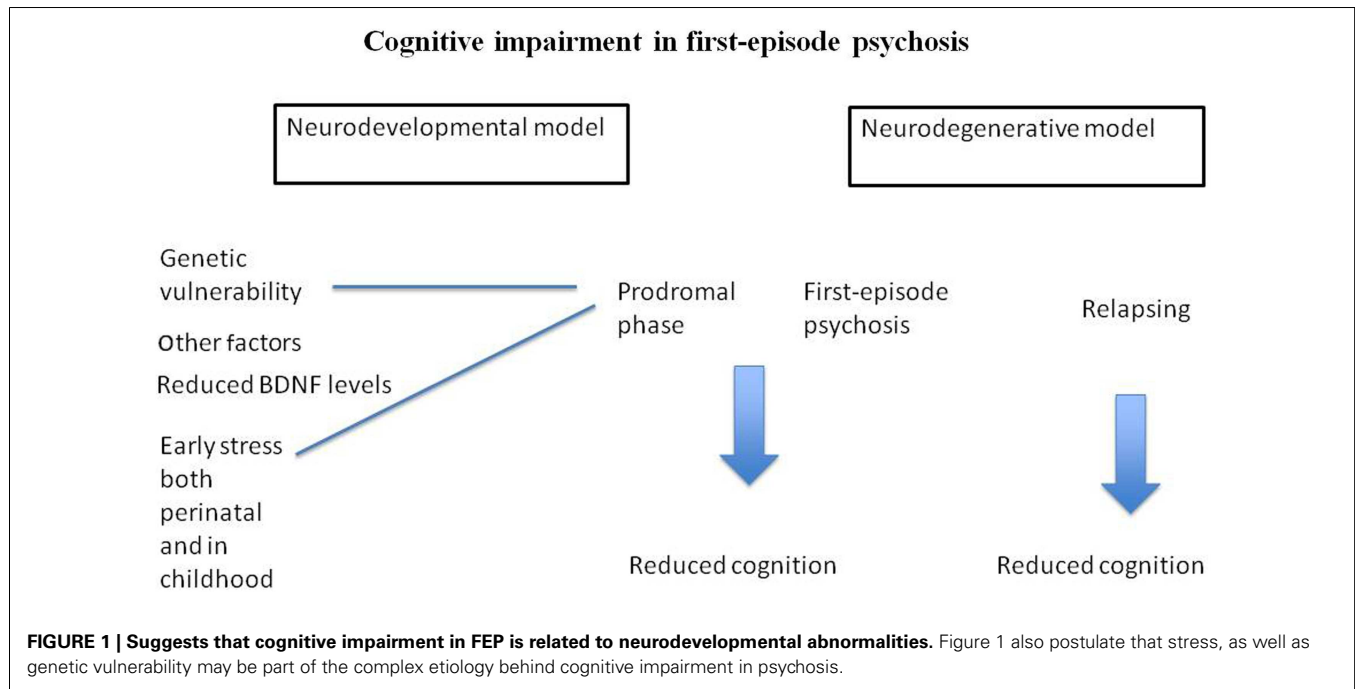 Cognitive impairment in first-episode psychosis
Neurodevelopmental model
Neurodegenerative model
Genetic
vulnerability
Other factors
Reduced BDNF levels
Early stress
both
perinatal
and in
childhood
Prodromal
phase
First-episode
psychosis
Relapsing
Reduced cognition
Reduced cognition
FIGURE 1 | Suggests that cognitive impairment in FEP is related to neurodevelopmental abnormalities. Figure 1 also postulate that stress, as well as
genetic vulnerability may be part of the complex etiology behind cognitive impairment in psychosis.